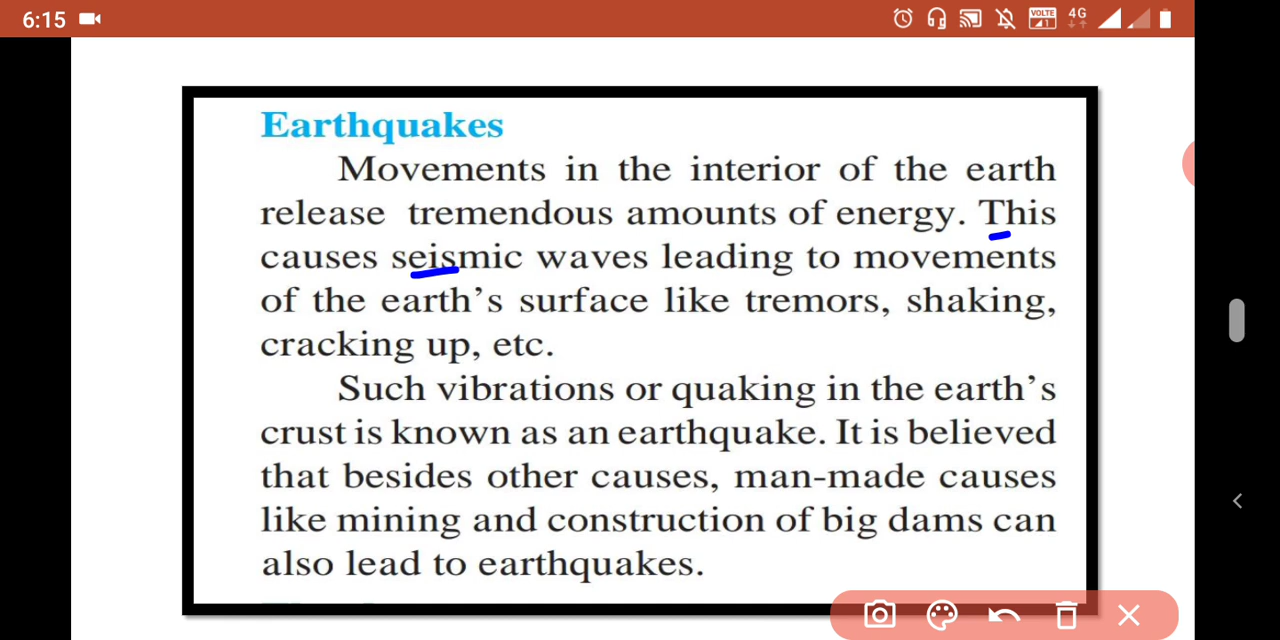 6:15
VOLTE
1
4G
Earthquakes
Movements in the interior of the earth
release tremendous amounts of energy. This
causes seismic waves leading to movements
of the earth's surface like tremors, shaking,
cracking up, etc.
Such vibrations or quaking in the earth's
crust is known as an earthquake. It is believed
that besides other causes, man-made causes
like mining and construction of big dams can
also lead to earthquakes.